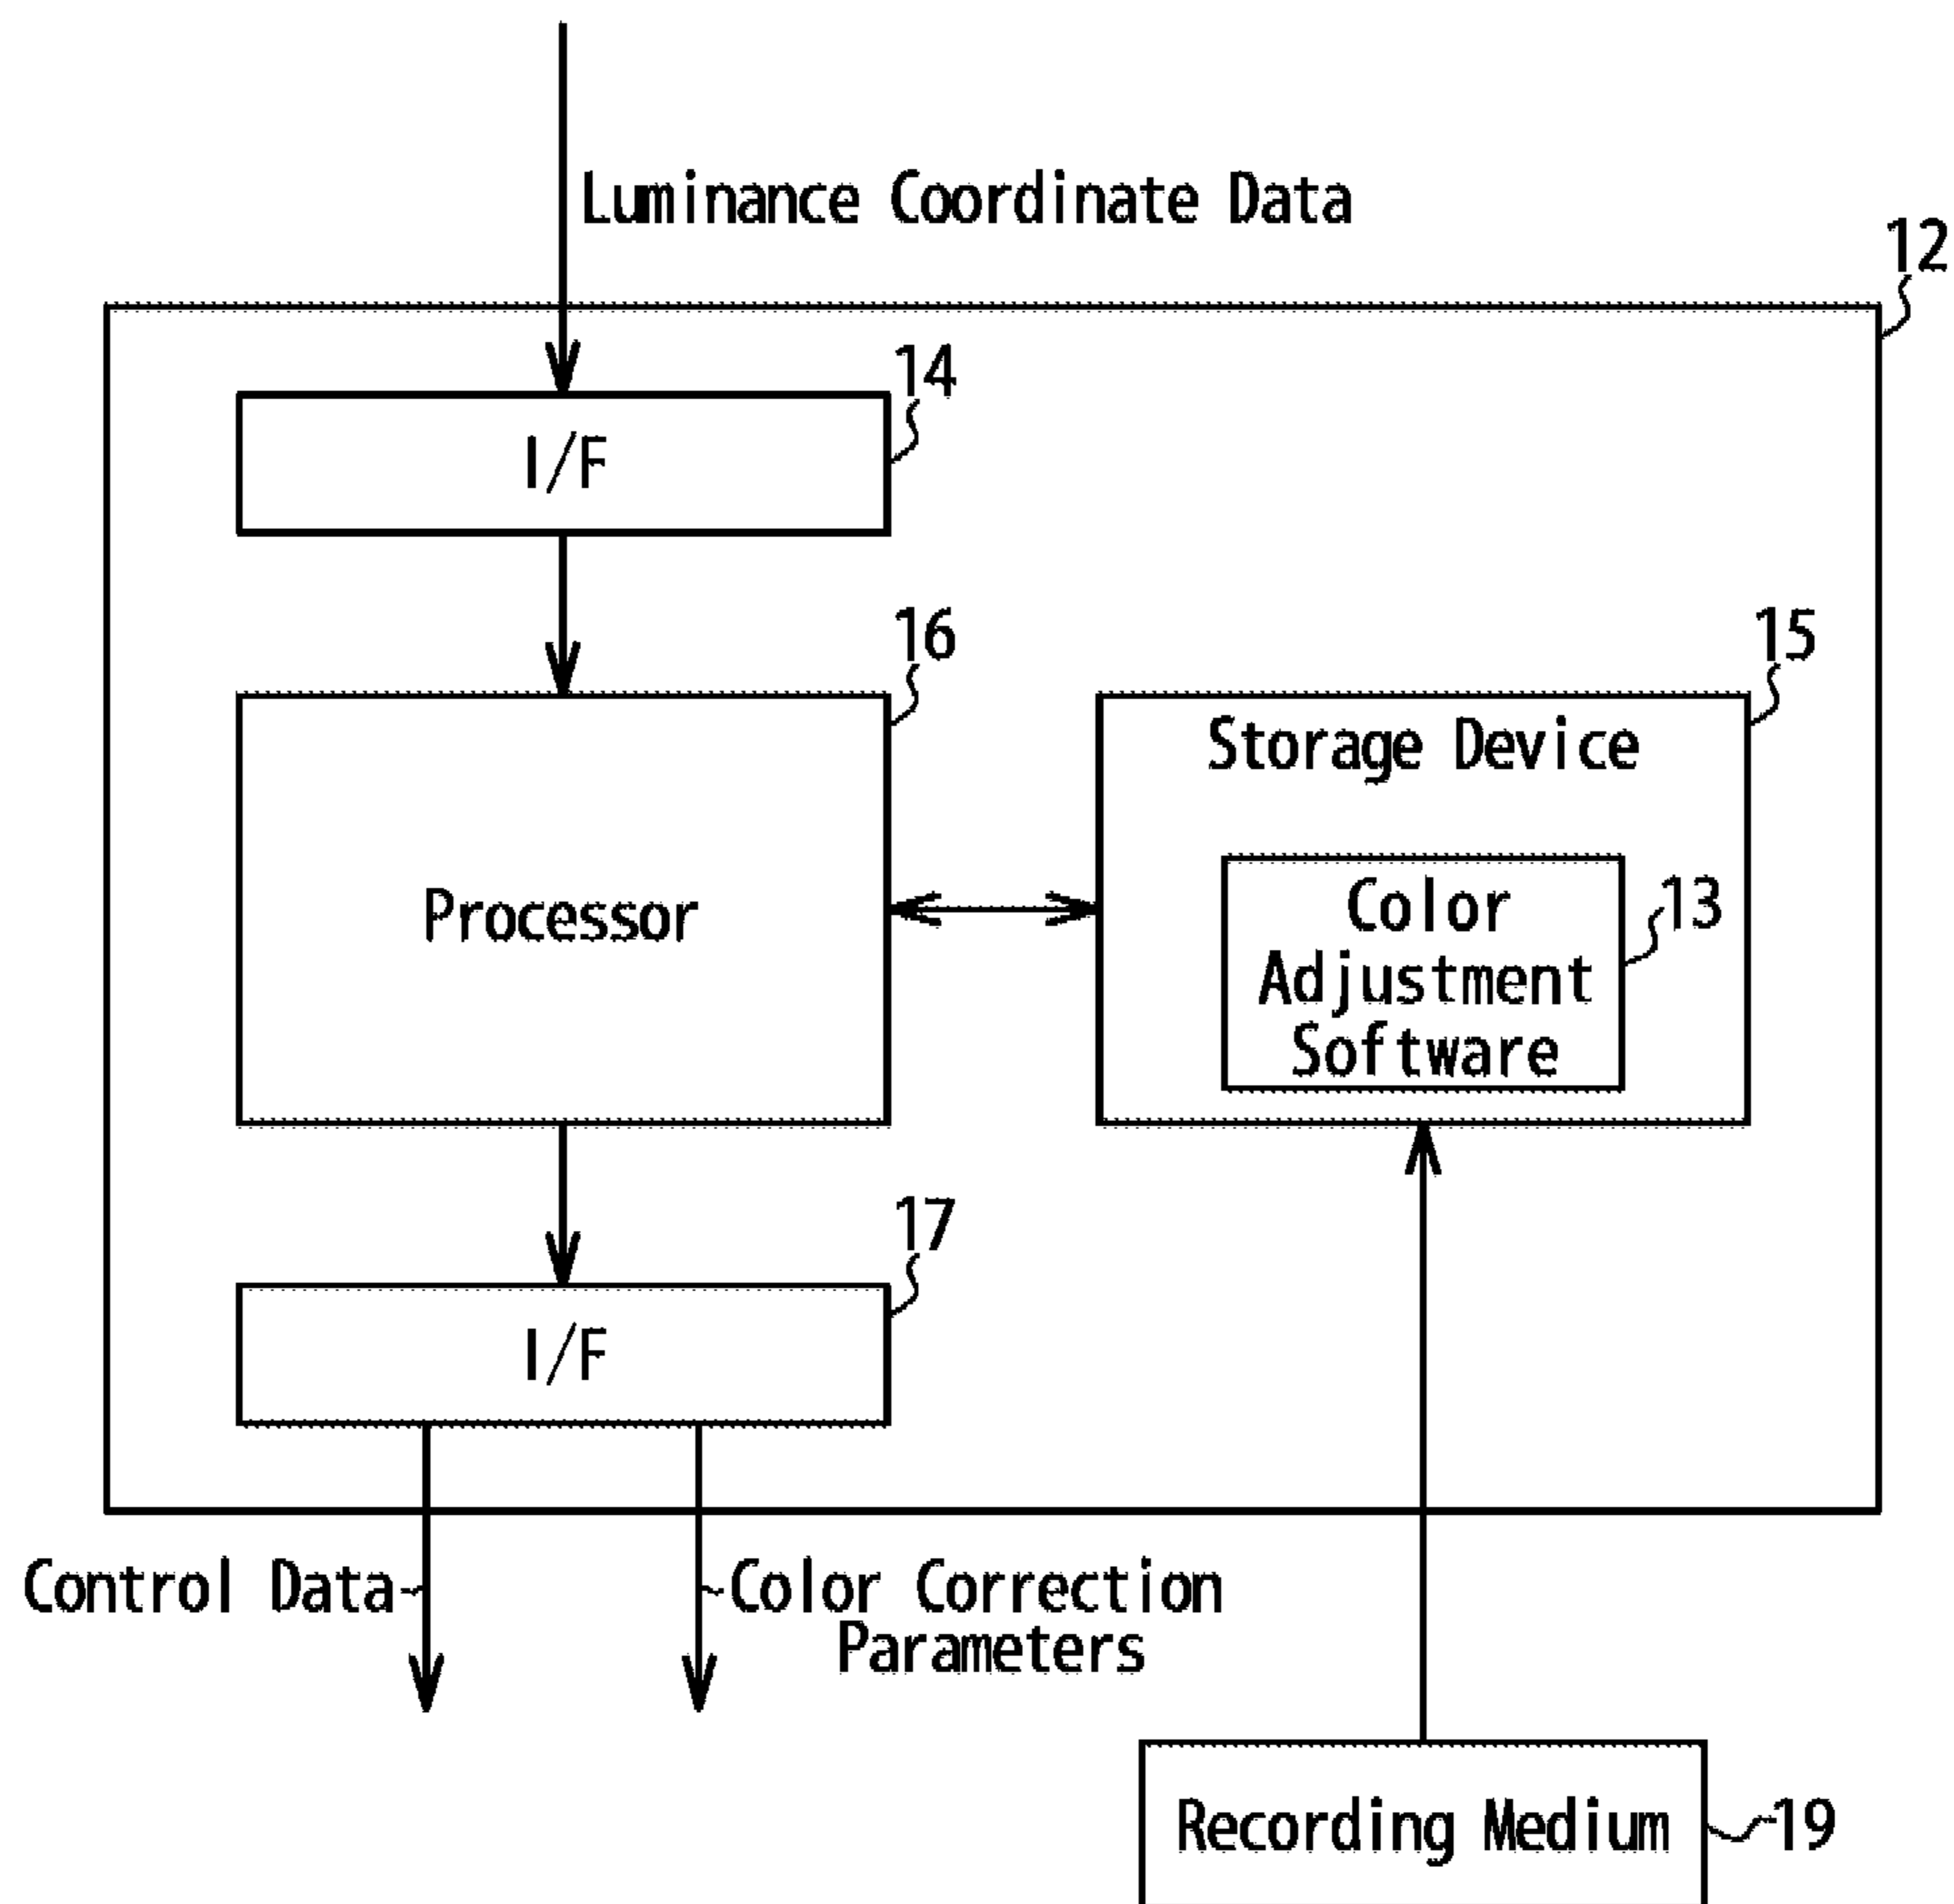 Luminance Coordinate Data
12
14
I/F
16
15
Storage Device
Processor
Color
Adjustment
Software
13
17
I/F
Control Data
Color Correction
Parameters
Recording Medium
19